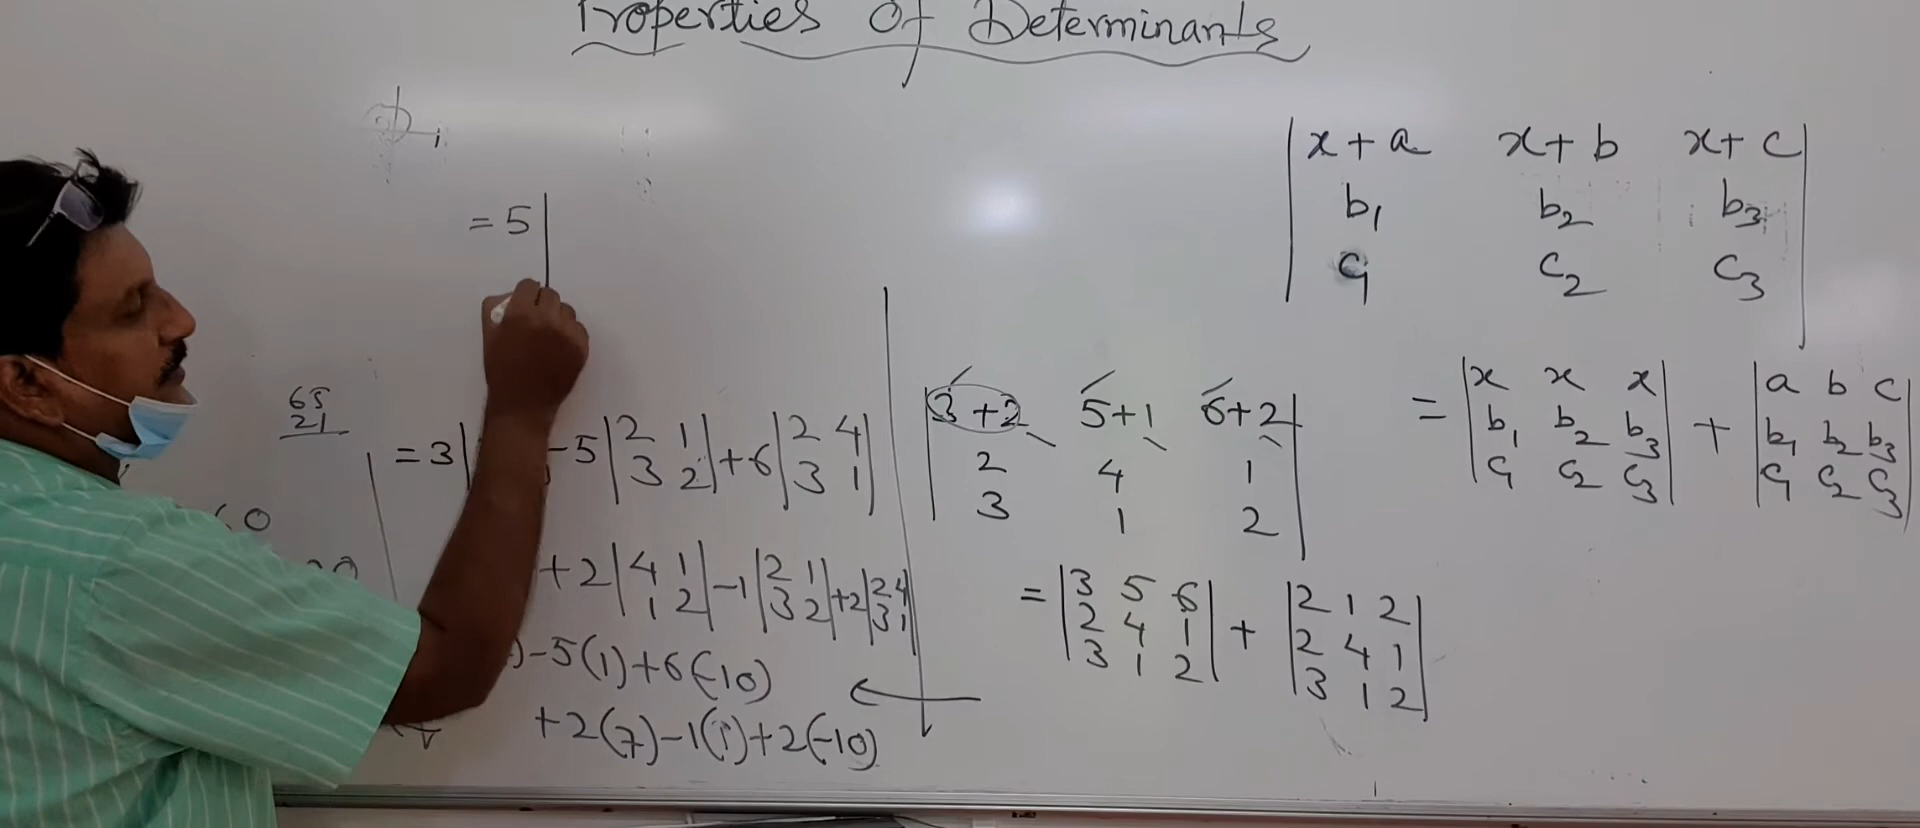 Properties Of Determinants
| x + a x + b x + c |
| b₁ b₂ b₃ |
| c₁ c₂ c₃ |
= 5 |
65
21
= 3 | - 5 | 2 1 | + 6 | 2 4 |
| 3 2 | | 3 1 |
+ 2 | 4 1 | - 1 | 2 1 | + 2 | 2 4 |
| 1 2 | | 3 2 | | 3 1 |
) - 5(1) + 6(-10)
+ 2(7) - 1(1) + 2(-10)
| 3 + 2 5 + 1 6 + 2 |
| 2 4 1 |
| 3 1 2 |
= | 3 5 6 | + | 2 1 2 |
| 2 4 1 | | 2 4 1 |
| 3 1 2 | | 3 1 2 |
= | x x x | + | a b c |
| b₁ b₂ b₃ | | b₁ b₂ b₃ |
| c₁ c₂ c₃ | | c₁ c₂ c₃ |